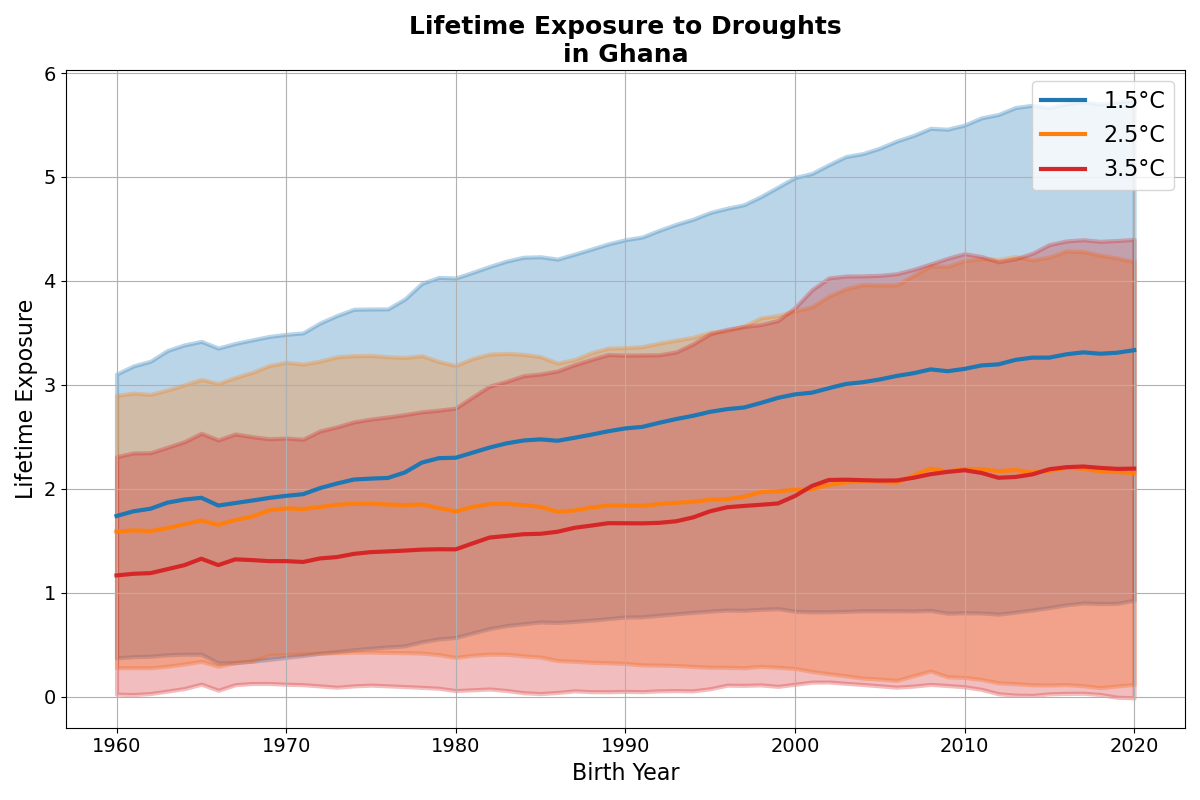 Lifetime Exposure to Droughts
in Ghana
6
5
4
3
2
1
0
Lifetime Exposure
1.5°C
2.5°C
3.5°C
1960 1970 1980 1990 2000 2010 2020
Birth Year